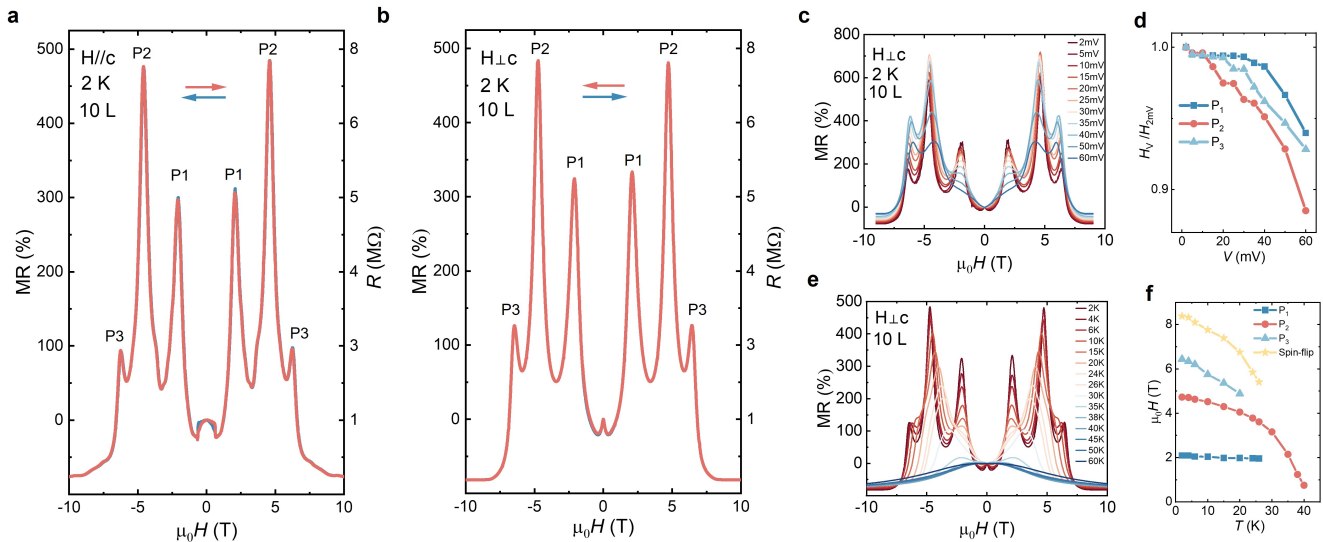 a
H//c
2 K
10 L
P2
P2
P1
P1
P3
P3
500
400
300
200
100
0
MR (%)
8
7
6
5
4
3
1
0
R (MΩ)
-10
-5
0
5
10
μ0H (T)
b
H⊥c
2 K
10 L
P2
P2
P1
P1
P3
P3
500
400
300
200
100
0
MR (%)
8
7
6
5
4
3
1
0
R (MΩ)
-10
-5
0
5
10
μ0H (T)
c
H⊥c
2 K
10 L
2mV
5mV
10mV
15mV
20mV
25mV
30mV
35mV
40mV
50mV
60mV
800
600
400
200
0
MR (%)
-10
-5
0
5
10
μ0H (T)
d
1.0
0.9
HV/H2mV
P1
P2
P3
0
10
20
30
40
50
60
V (mV)
e
H⊥c
10 L
2K
4K
6K
10K
15K
20K
24K
26K
30K
35K
38K
40K
45K
50K
60K
500
400
300
200
100
0
MR (%)
-10
-5
0
5
10
μ0H (T)
f
P1
P2
P3
Spin-flip
8
6
4
2
0
μ0H (T)
0
10
20
30
40
T (K)